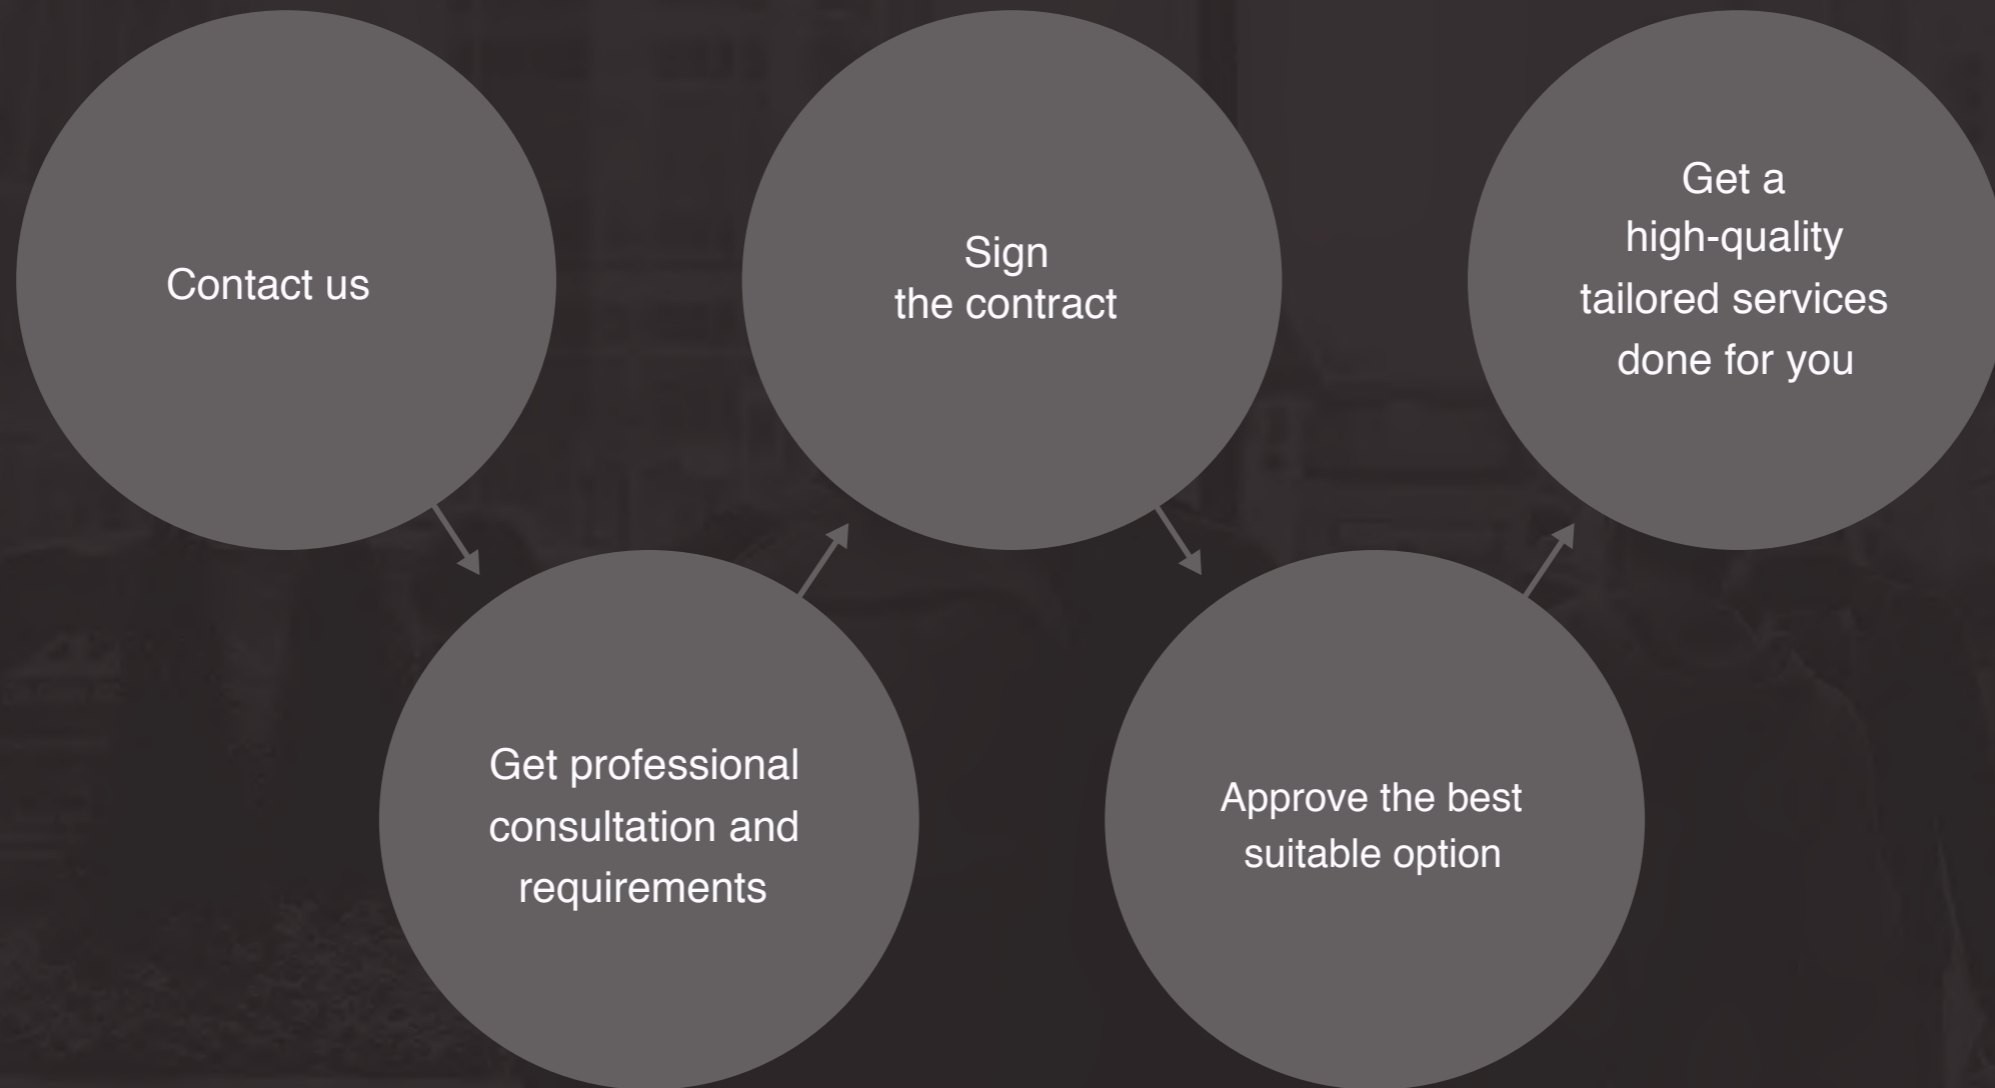 Contact us
Get professional
consultation and
requirements
Sign
the contract
Approve the best
suitable option
Get a
high-quality
tailored services
done for you